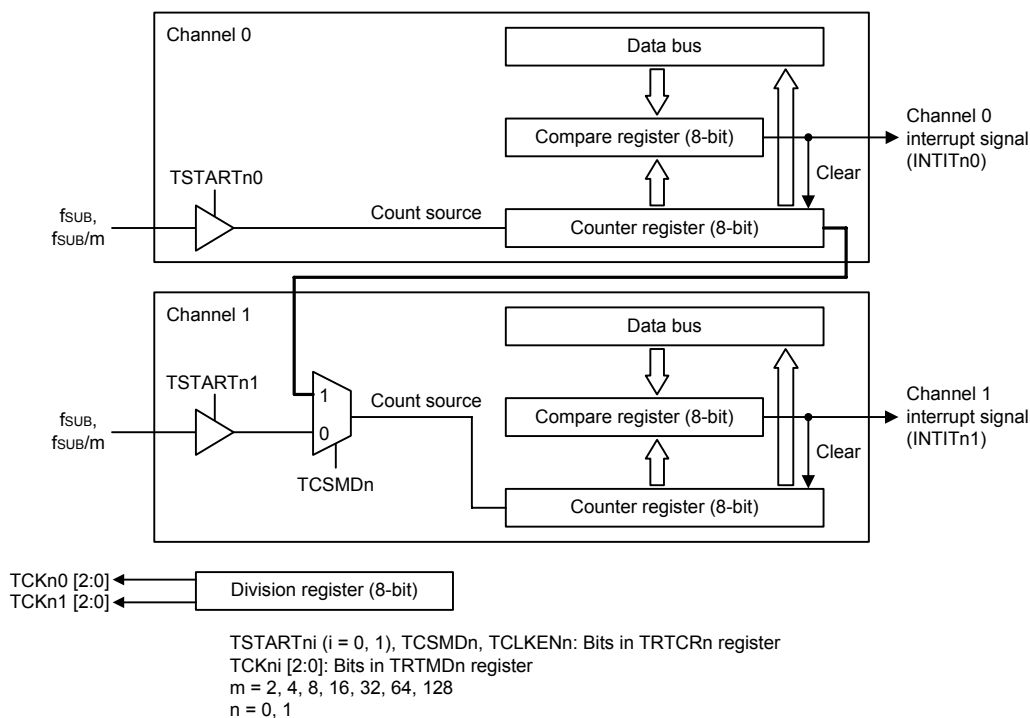 Channel 0
Data bus
Compare register (8-bit)
Channel 0
interrupt signal
(INTITn0)
Clear
TSTARTn0
fSUB,
fSUB/m
Count source
Counter register (8-bit)
Channel 1
Data bus
TSTARTn1
1
Count source
Compare register (8-bit)
Channel 1
interrupt signal
(INTITn1)
fSUB,
fSUB/m
0
Clear
TCSMDn
Counter register (8-bit)
TCKn0 [2:0]
TCKn1 [2:0]
Division register (8-bit)
TSTARTni (i = 0, 1), TCSMDn, TCLKENn: Bits in TRTCRn register
TCKni [2:0]: Bits in TRTMDn register
m = 2, 4, 8, 16, 32, 64, 128
n = 0, 1